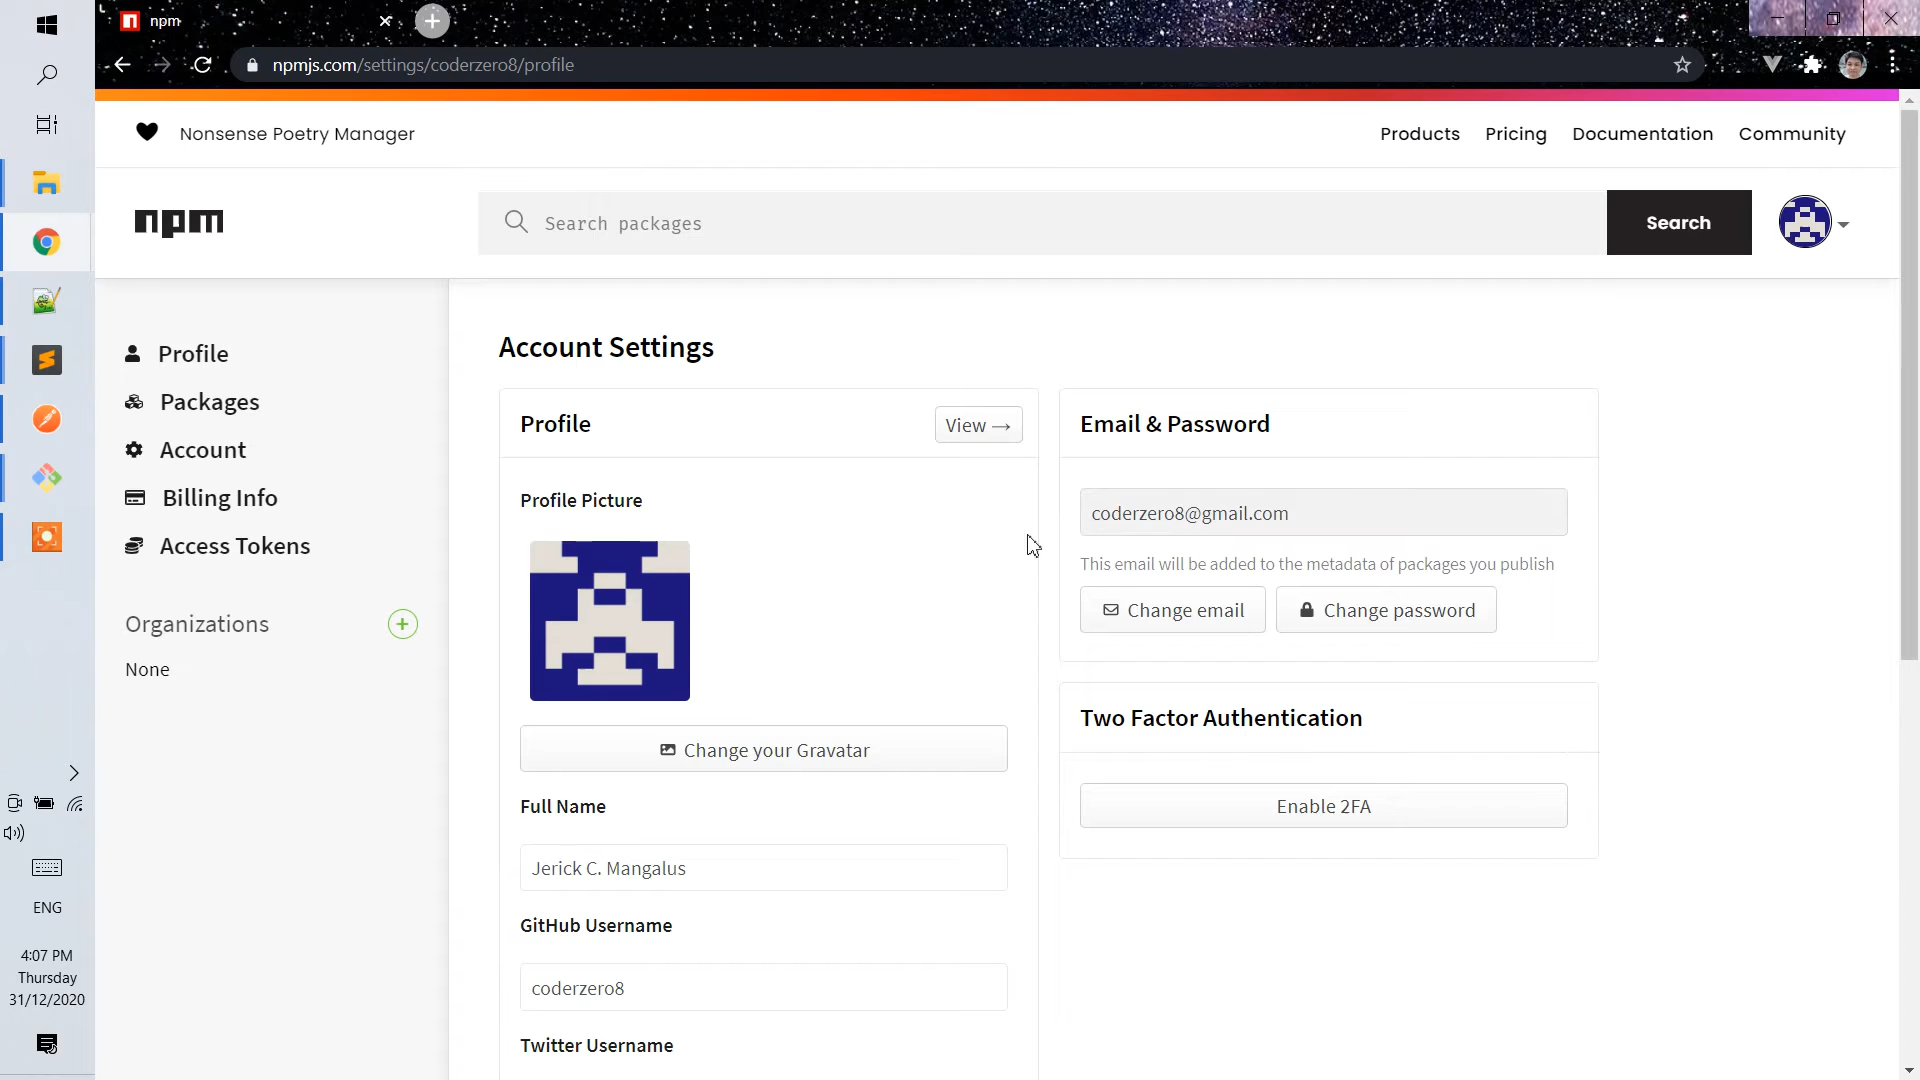 npm
npmjs.com/settings/coderzero8/profile
Nonsense Poetry Manager
Products
Pricing
Documentation
Community
npm
Search packages
Search
Profile
Packages
Account
Billing Info
Access Tokens
Organizations
None
Account Settings
Profile
View →
Profile Picture
Change your Gravatar
Full Name
Jerick C. Mangalus
GitHub Username
coderzero8
Twitter Username
Email & Password
coderzero8@gmail.com
This email will be added to the metadata of packages you publish
Change email
Change password
Two Factor Authentication
Enable 2FA
ENG
4:07 PM
Thursday
31/12/2020